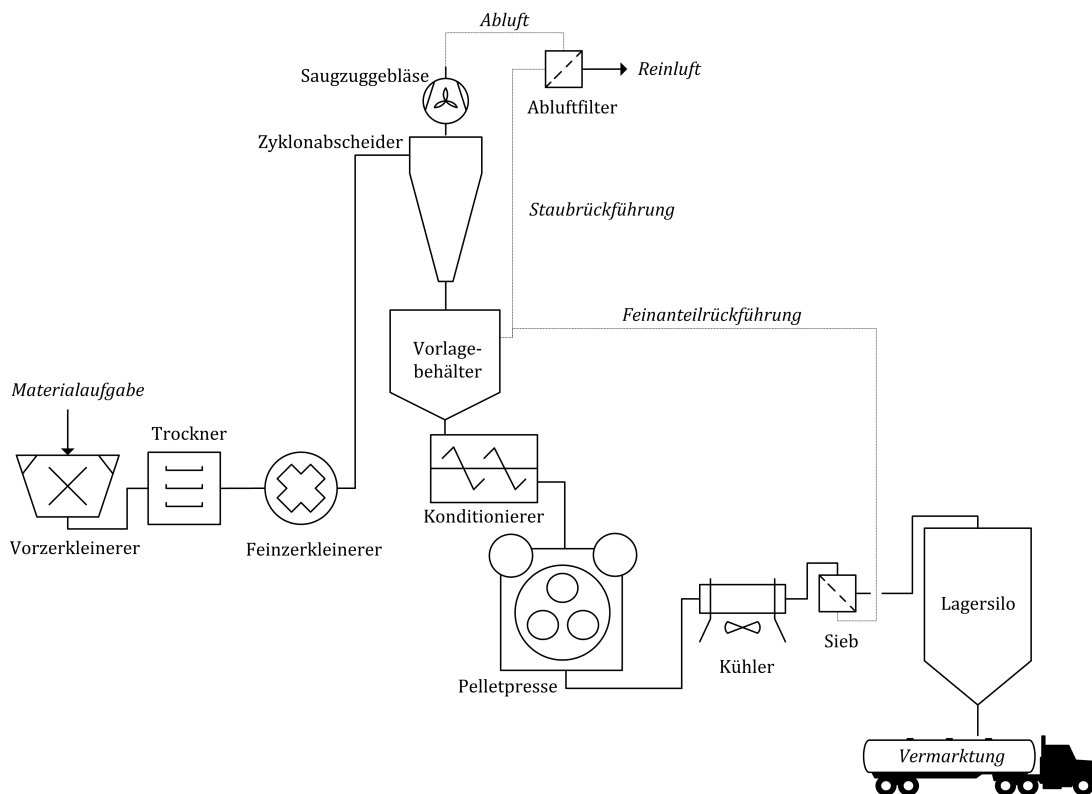 Abluft
Saugzuggebläse
Reinluft
Abluftfilter
Zyklonabscheider
Staubrückführung
Feinanteilrückführung
Vorlage-
behälter
Materialaufgabe
Trockner
Vorzerkleinerer
Feinzerkleinerer
Konditionierer
Pelletpresse
Kühler
Sieb
Lagersilo
Vermarktung